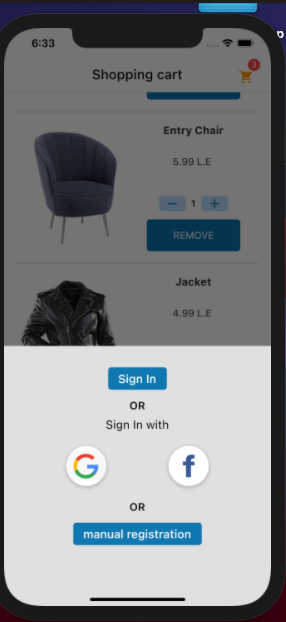 p
6:33
Shopping cart
3
Entry Chair
5.99 L.E
1
REMOVE
Jacket
4.99 L.E
Sign In
OR
Sign In with
G f
OR
manual registration